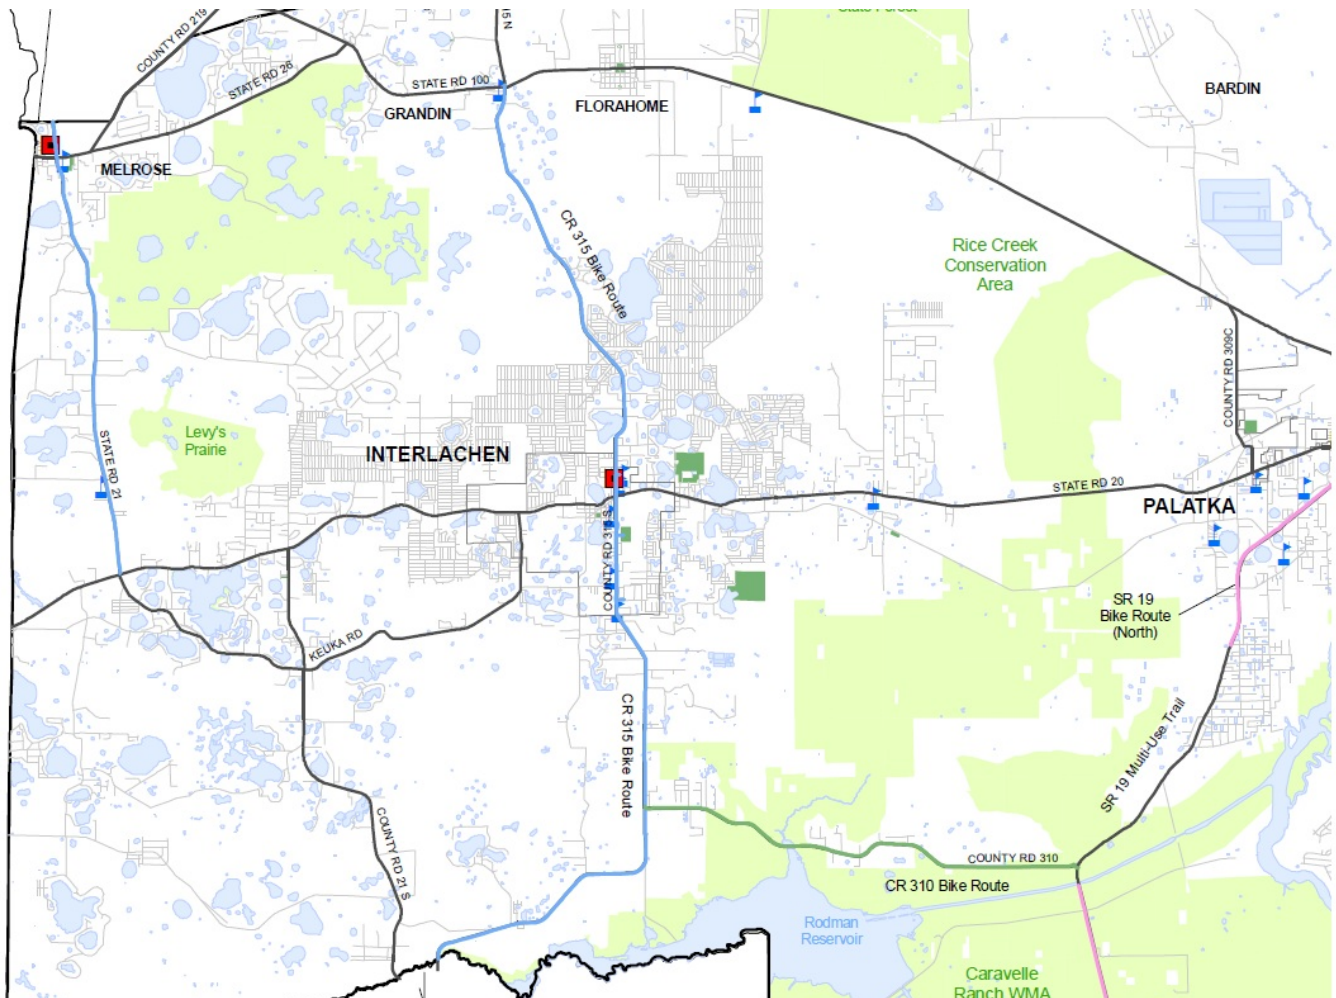 State Forest
COUNTY RD 219
15 N
STATE RD 26
STATE RD 100
GRANDIN
FLORAHOME
BARDIN
MELROSE
CR 315 Bike Route
Rice Creek
Conservation
Area
COUNTY RD 309C
Levy's
Prairie
INTERLACHEN
STATE RD 21
STATE RD 20
PALATKA
COUNTY RD 315 S
SR 19
Bike Route
(North)
KEUKA RD
CR 315 Bike Route
SR 19 Multi-Use Trail
COUNTY RD 21 S
COUNTY RD 310
CR 310 Bike Route
Rodman
Reservoir
Caravelle
Ranch WMA